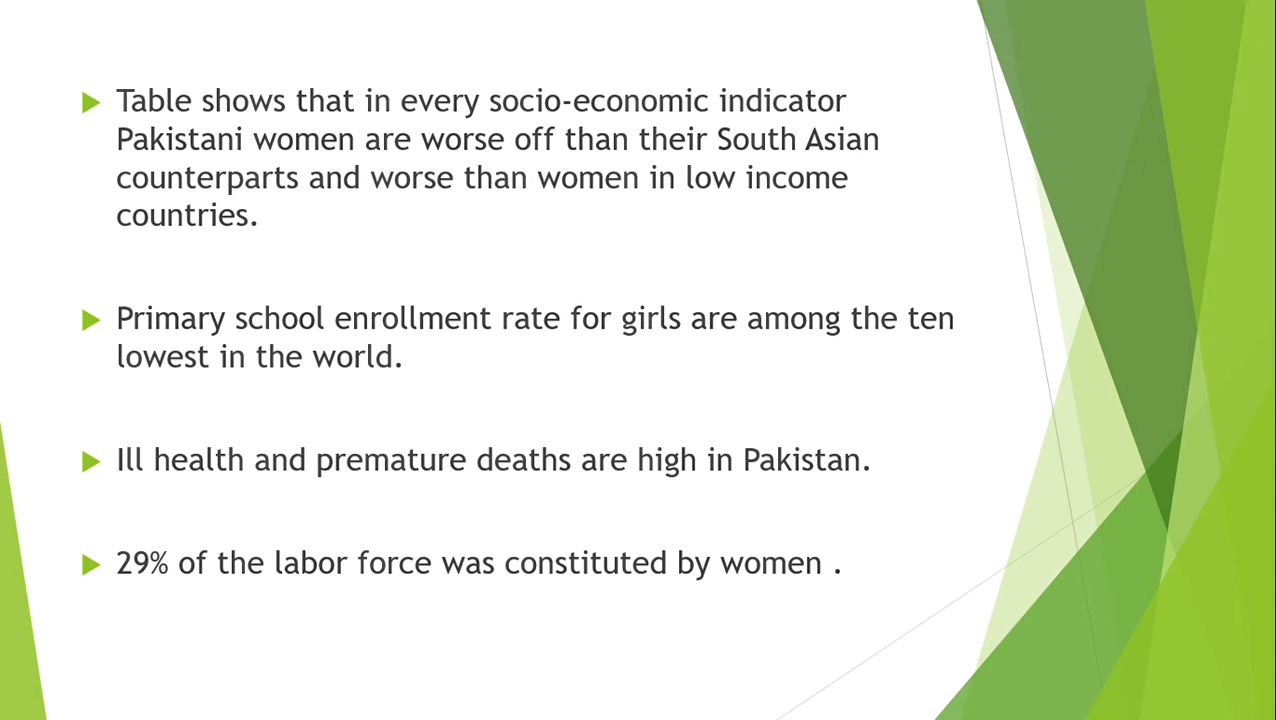 Table shows that in every socio-economic indicator
Pakistani women are worse off than their South Asian
counterparts and worse than women in low income
countries.
Primary school enrollment rate for girls are among the ten
lowest in the world.
Ill health and premature deaths are high in Pakistan.
29% of the labor force was constituted by women .